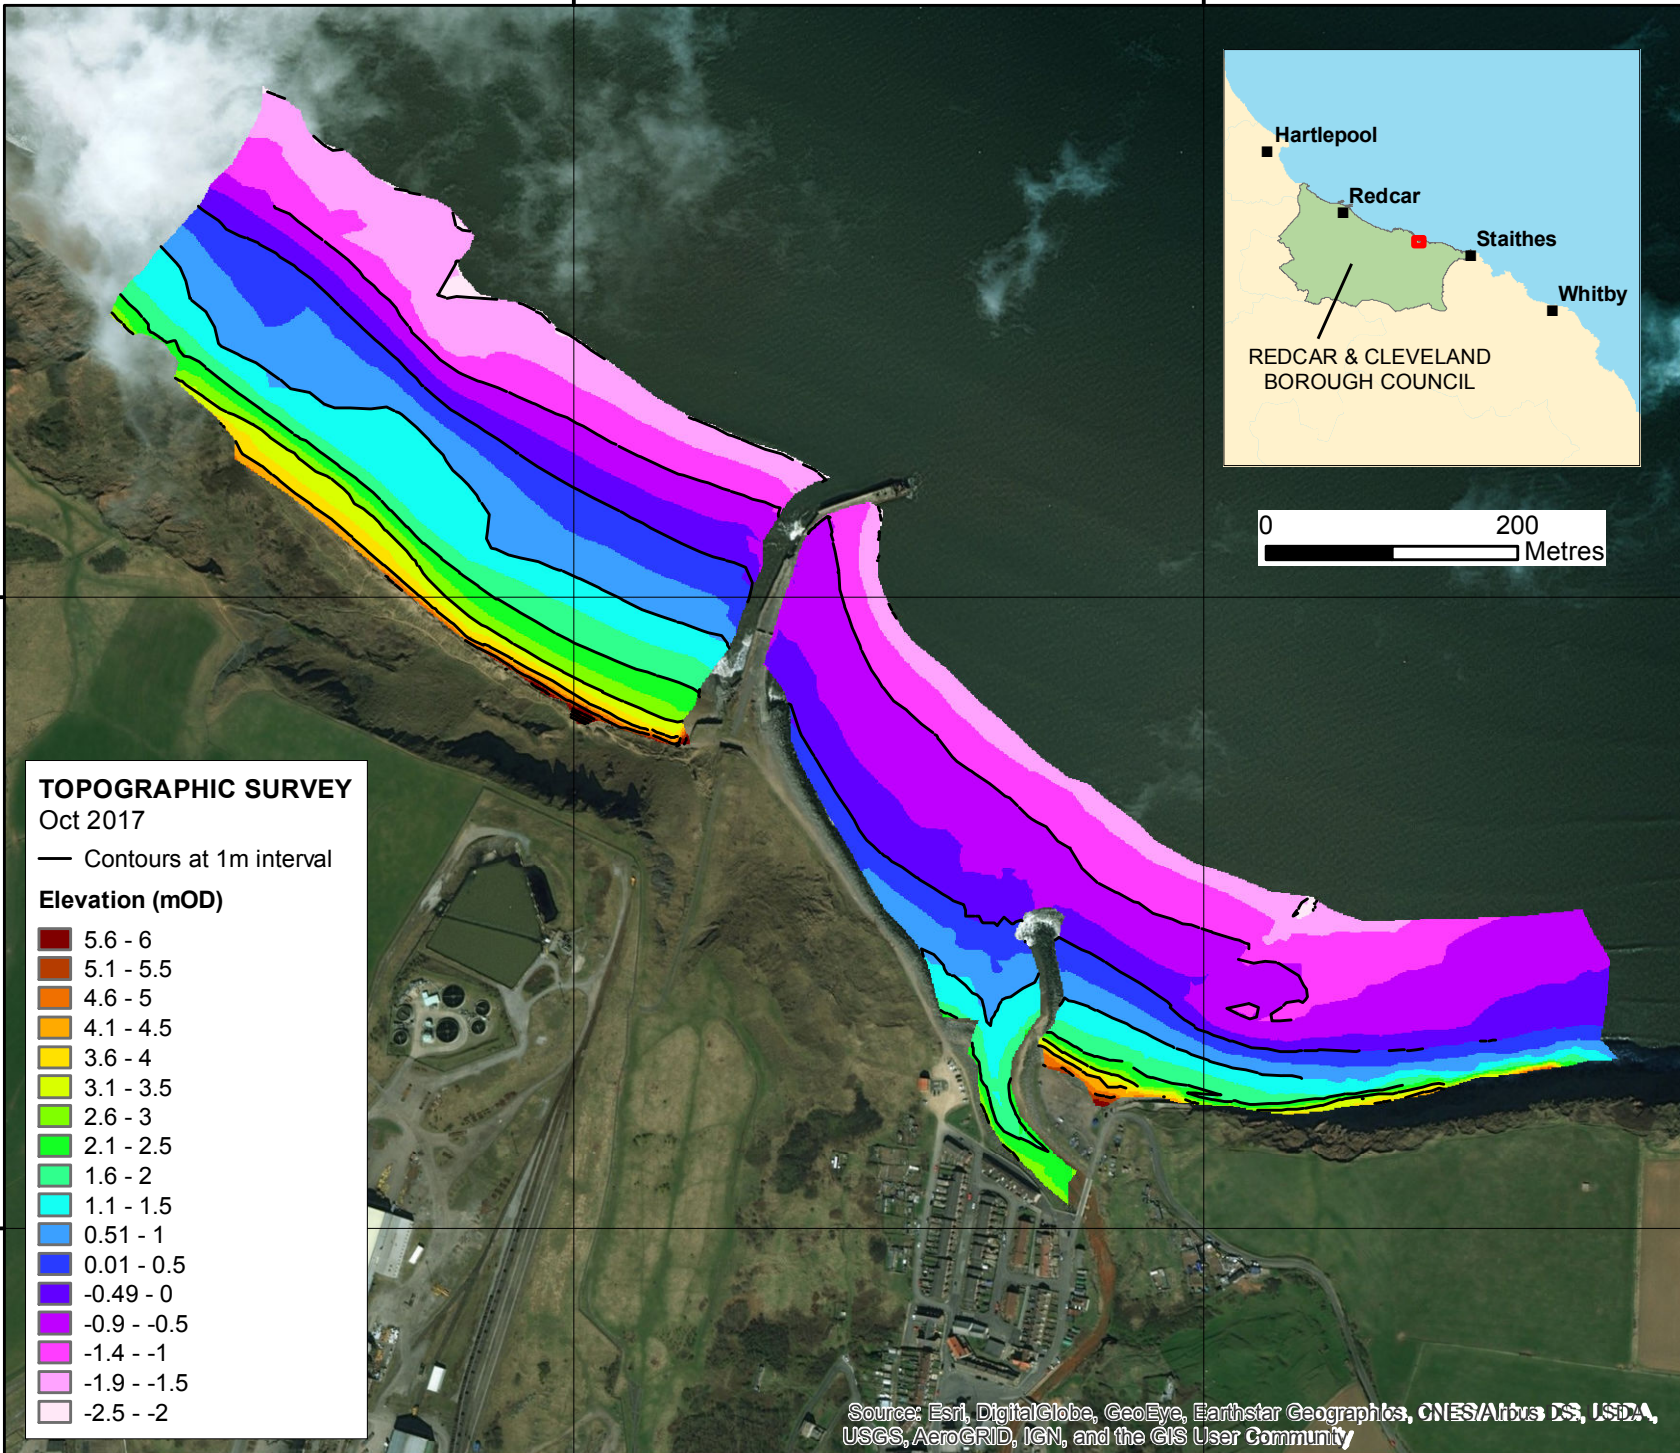 Hartlepool
Redcar
Staithes
Whitby
REDCAR & CLEVELAND
BOROUGH COUNCIL
0 200
Metres
TOPOGRAPHIC SURVEY
Oct 2017
Contours at 1m interval
Elevation (mOD)
5.6 - 6
5.1 - 5.5
4.6 - 5
4.1 - 4.5
3.6 - 4
3.1 - 3.5
2.6 - 3
2.1 - 2.5
1.6 - 2
1.1 - 1.5
0.51 - 1
0.01 - 0.5
-0.49 - 0
-0.9 - -0.5
-1.4 - -1
-1.9 - -1.5
-2.5 - -2
Source: Esri, DigitalGlobe, GeoEye, Earthstar Geographics, CNES/Airbus DS, USDA,
USGS, AeroGRID, IGN, and the GIS User Community